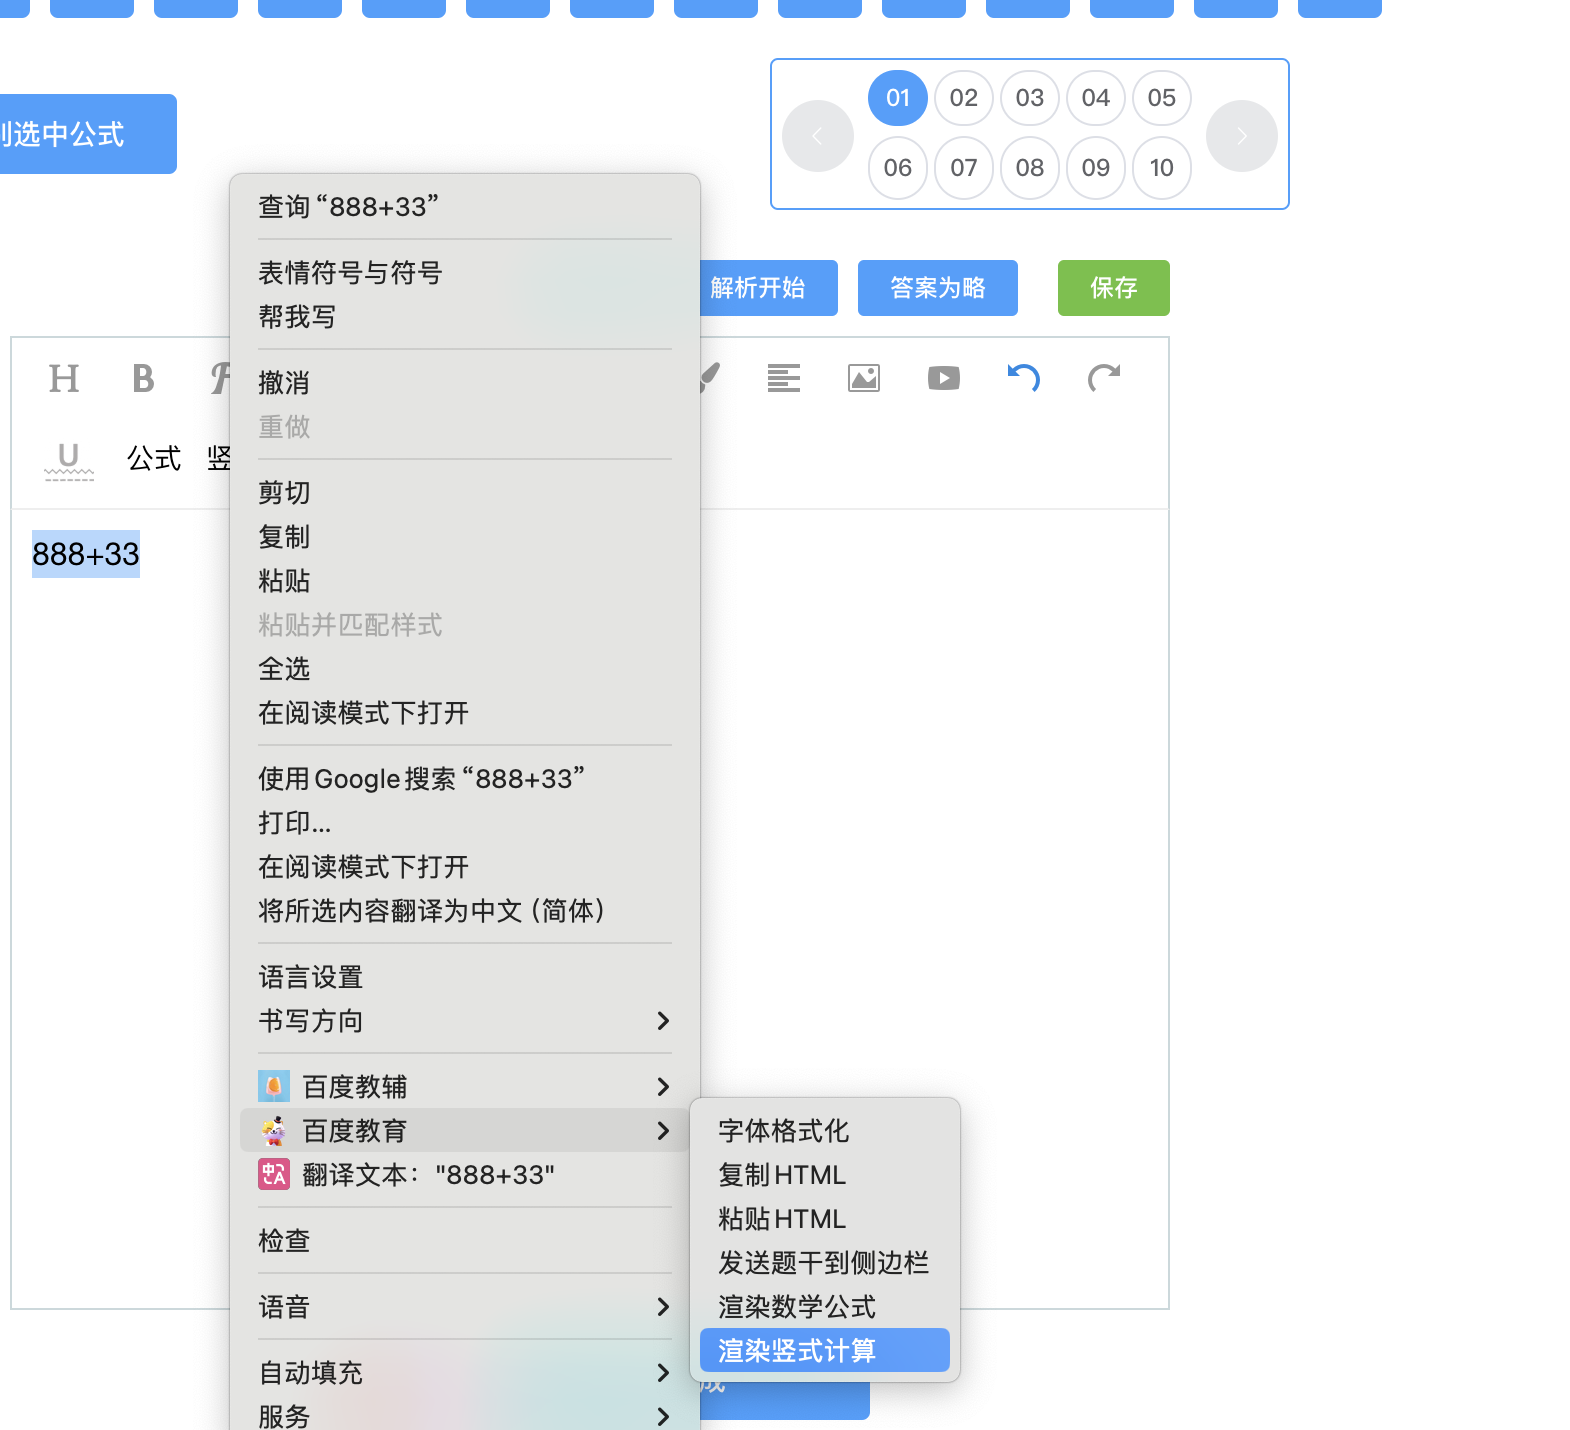 选中公式
01
02
03
04
05
06
07
08
09
10
解析开始
答案为略
保存
H
B
U
公式
888+33
查询“888+33”
表情符号与符号
帮我写
撤消
重做
剪切
复制
粘贴
粘贴并匹配样式
全选
在阅读模式下打开
使用Google搜索“888+33”
打印...
在阅读模式下打开
将所选内容翻译为中文（简体）
语言设置
书写方向
百度教辅
百度教育
翻译文本："888+33"
检查
语音
自动填充
服务
字体格式化
复制HTML
粘贴HTML
发送题干到侧边栏
渲染数学公式
渲染竖式计算